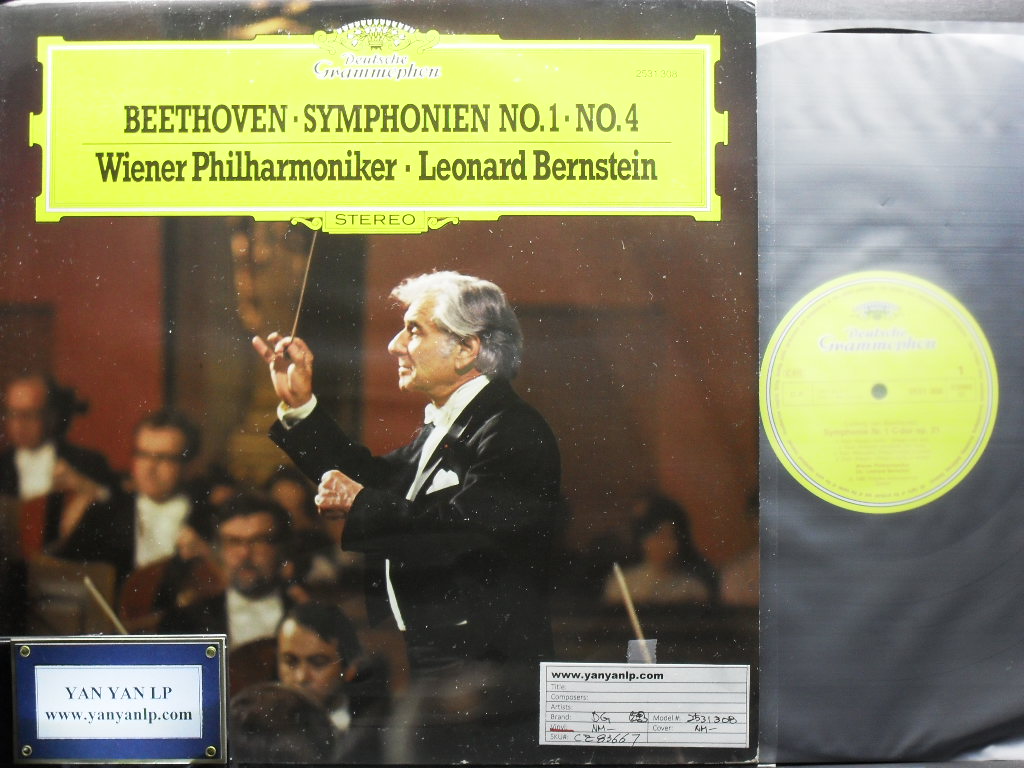 Deutsche
Grammophon
2531 308
BEETHOVEN · SYMPHONIEN NO.1 · NO.4
Wiener Philharmoniker · Leonard Bernstein
STEREO
Deutsche
Grammophon
1
Symphonie Nr. 1 C-dur op. 21
YAN YAN LP
www.yanyanlp.com
www.yanyanlp.com
Title:
Composers:
Artists:
Brand: DG Model #: 2531308
Vinyl: NM- Cover: NM-
SKU#: CE83667